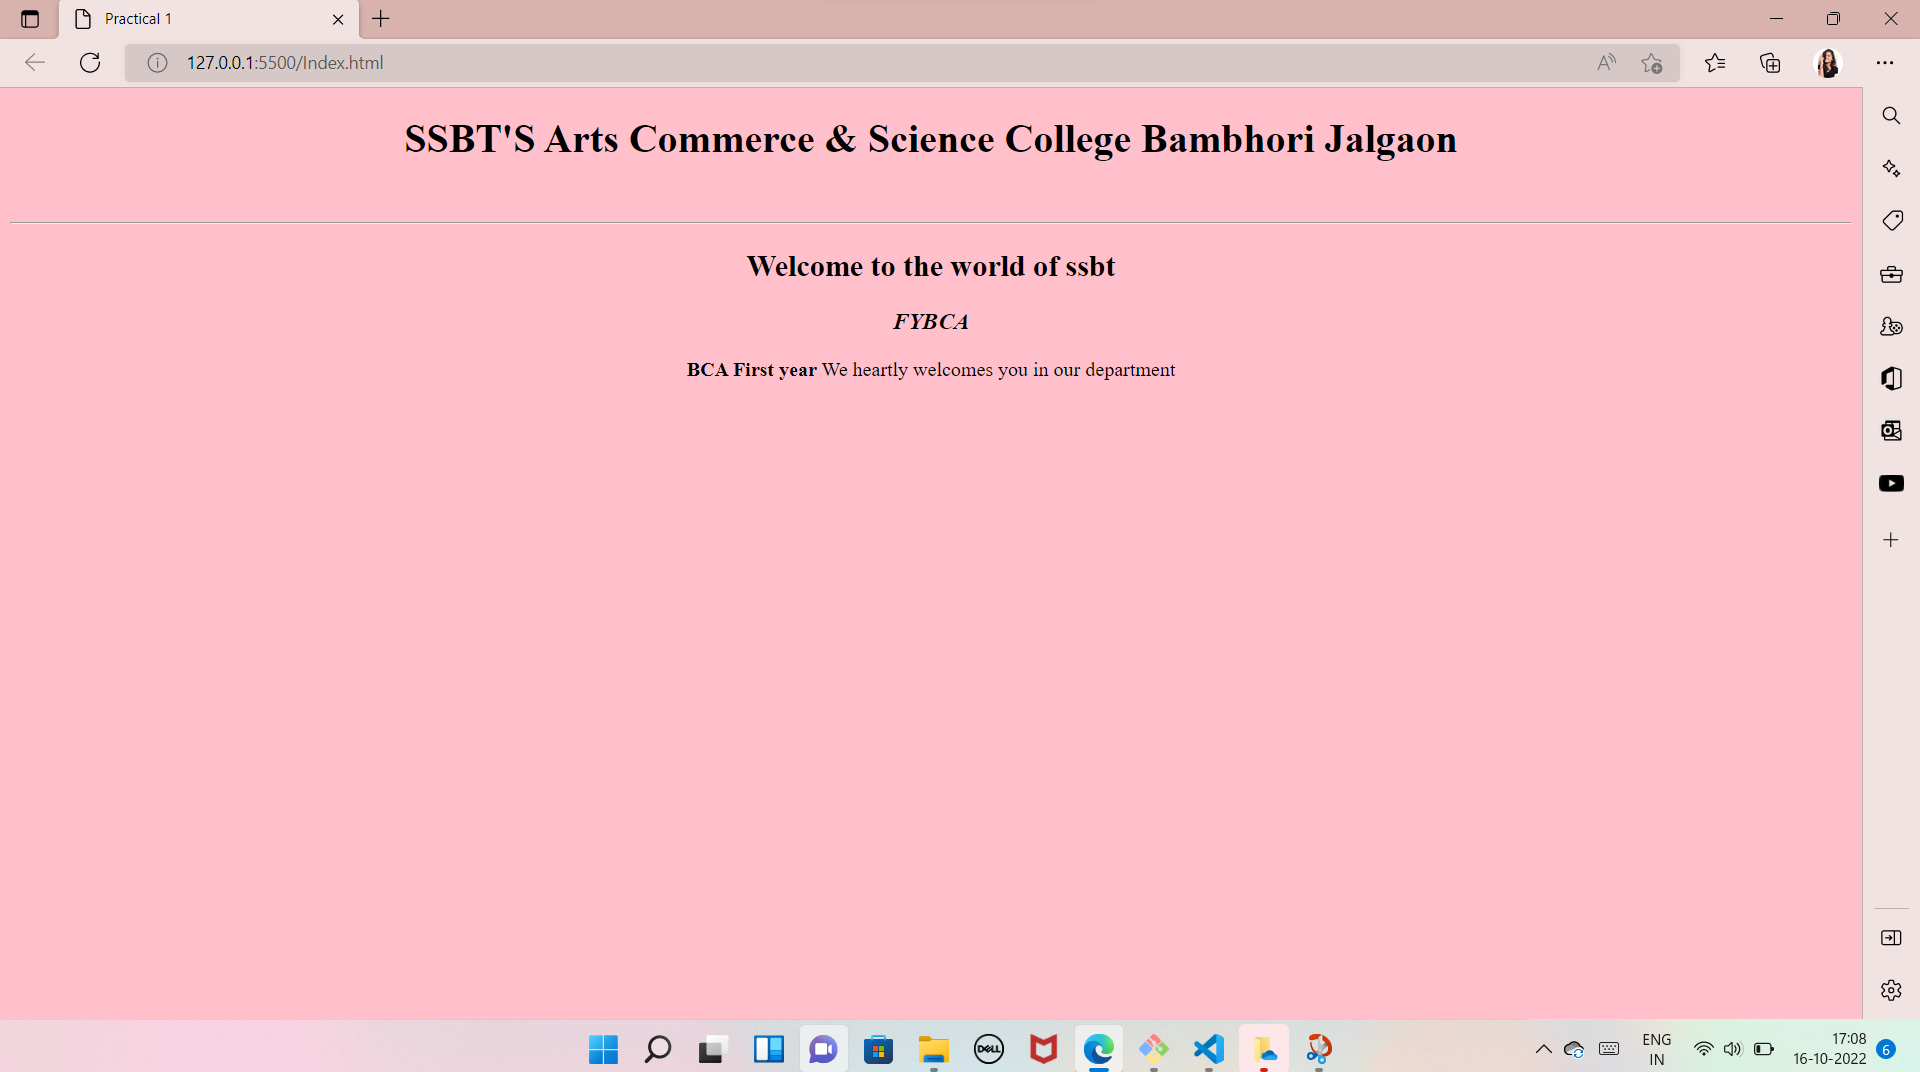 Practical 1
127.0.0.1:5500/Index.html
SSBT'S Arts Commerce & Science College Bambhori Jalgaon
Welcome to the world of ssbt
FYBCA
BCA First year We heartly welcomes you in our department
DELL
ENG
IN
17:08
16-10-2022
6